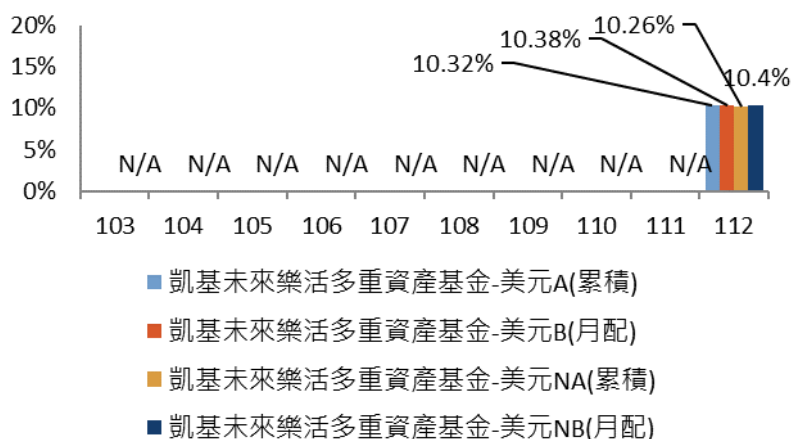 20%
15%
10%
5%
0%
10.32%
10.38%
10.26%
10.4%
N/A N/A N/A N/A N/A N/A N/A N/A N/A
103 104 105 106 107 108 109 110 111 112
凱基未來樂活多重資產基金-美元A(累積)
凱基未來樂活多重資產基金-美元B(月配)
凱基未來樂活多重資產基金-美元NA(累積)
凱基未來樂活多重資產基金-美元NB(月配)